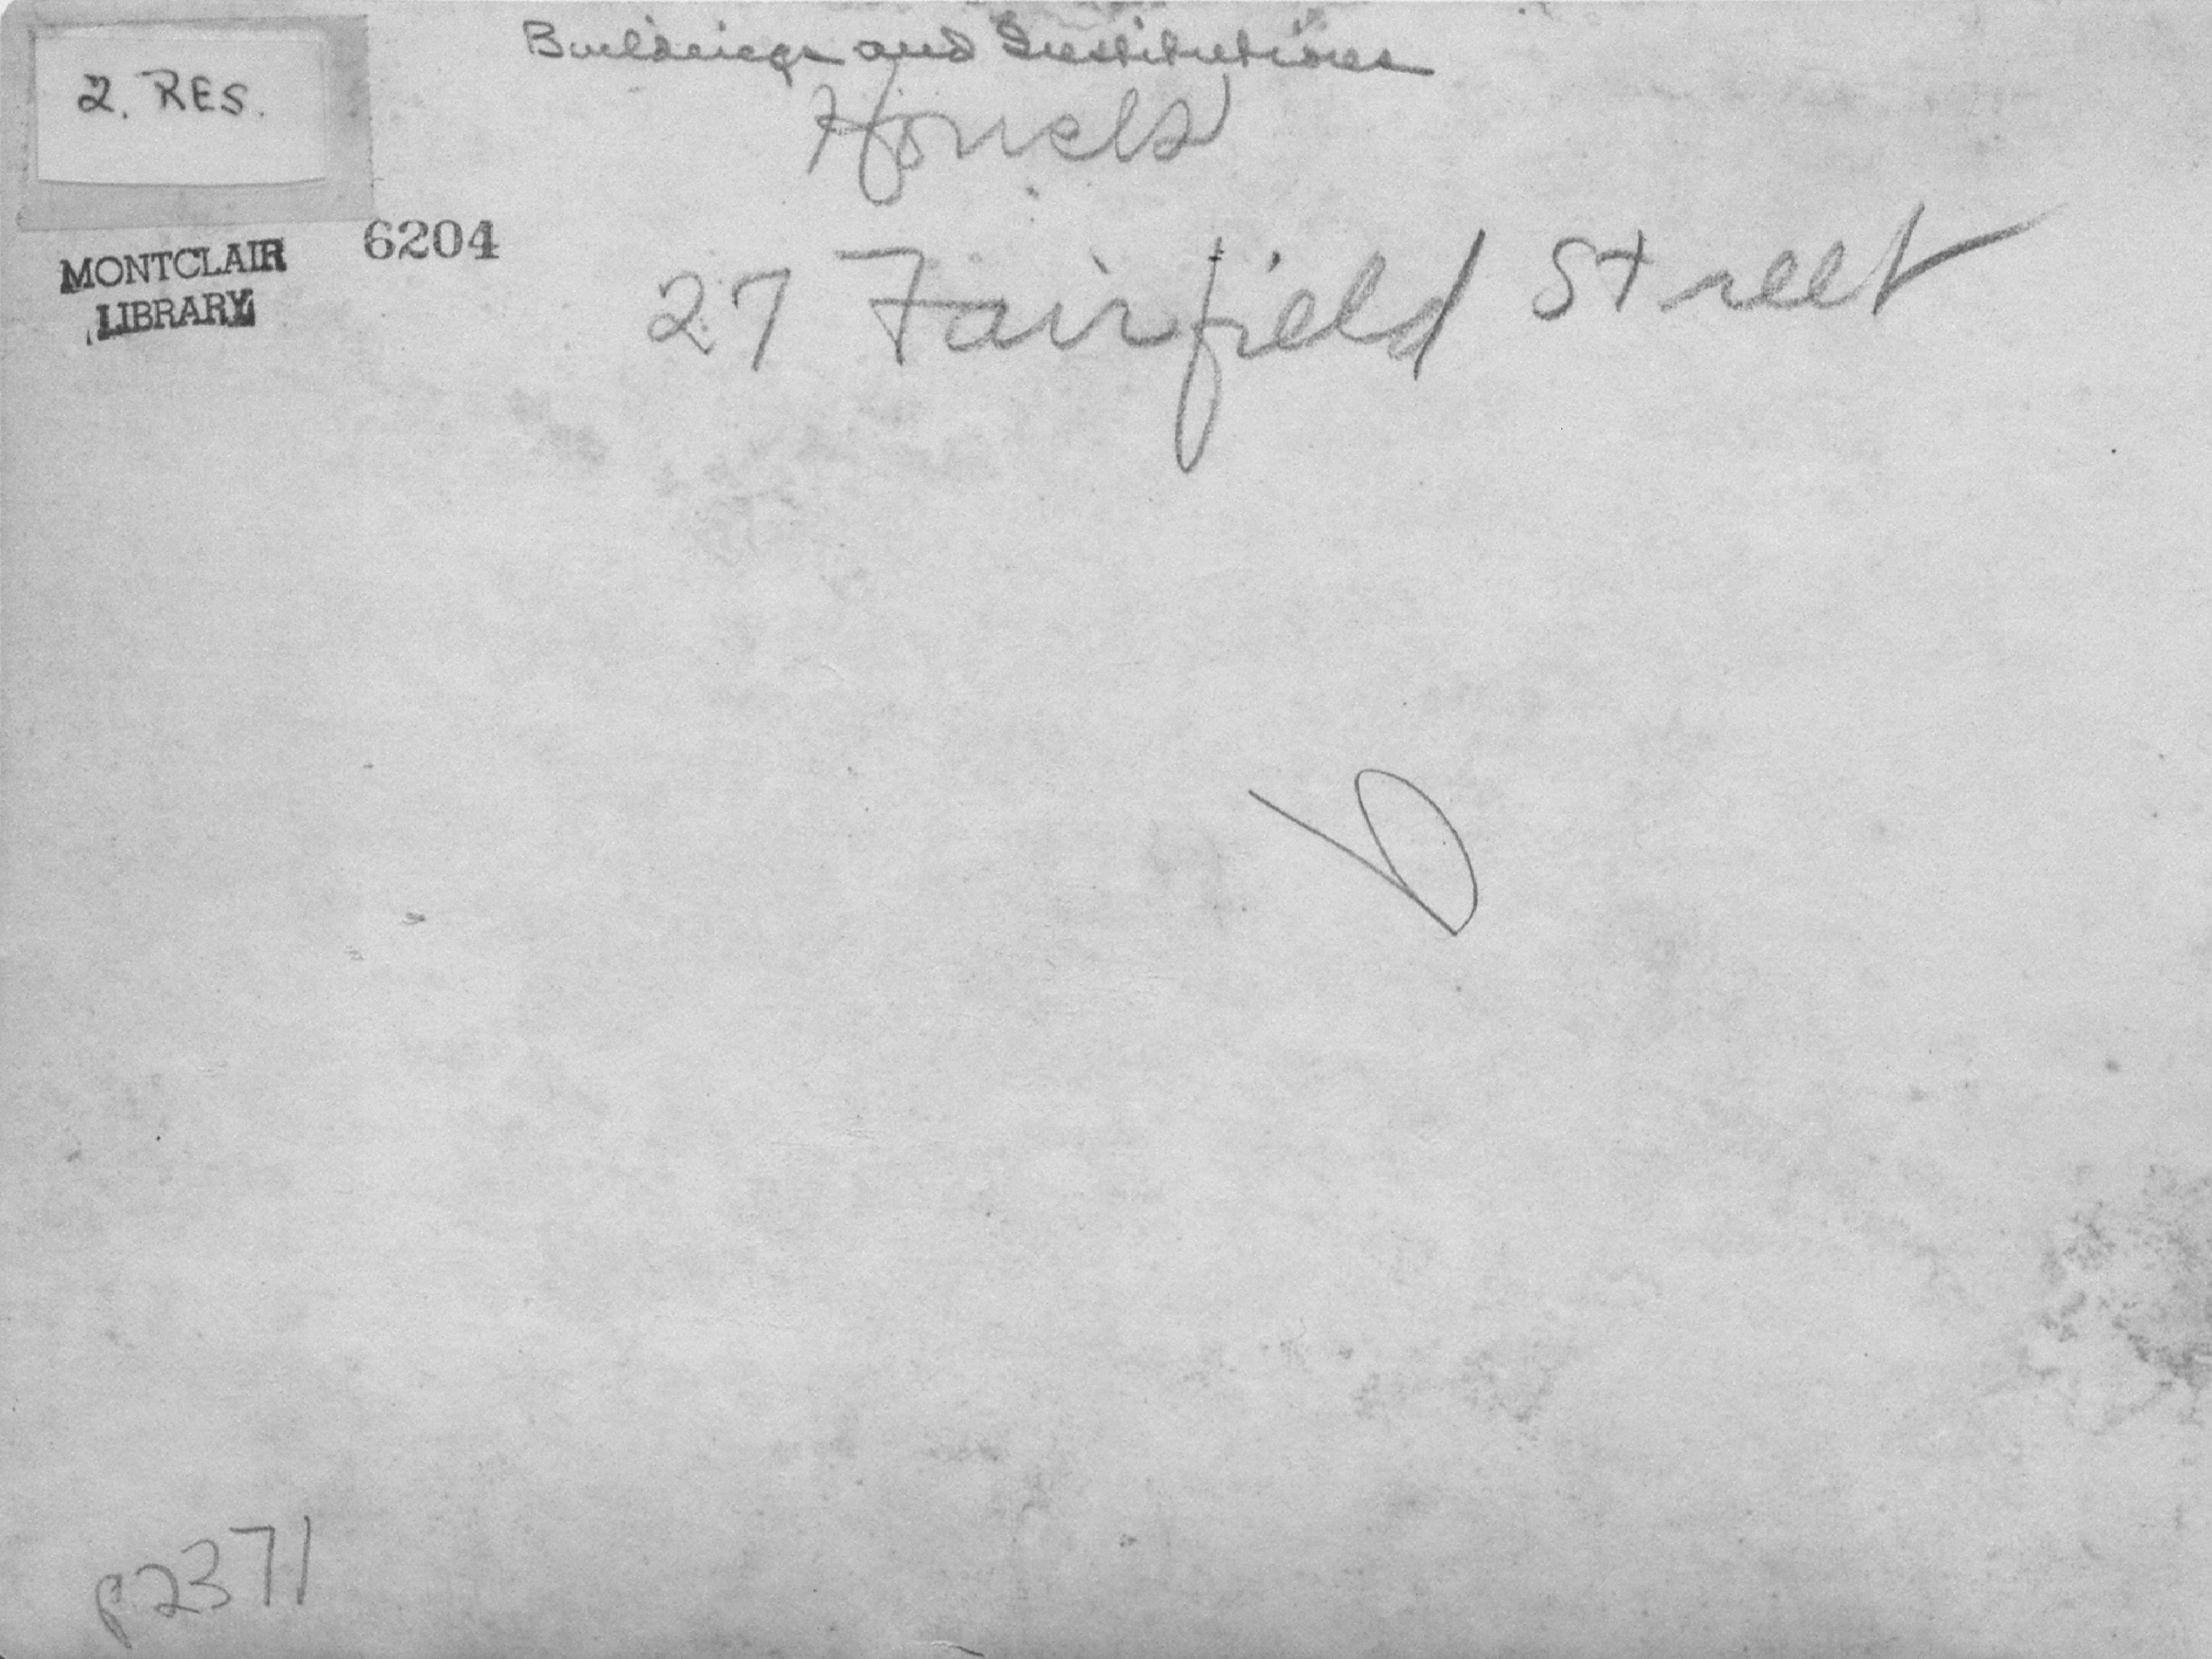 Buildings and Institutions
2. RES.
Houses
6204
MONTCLAIR
LIBRARY
27 Fairfield Street
P2371